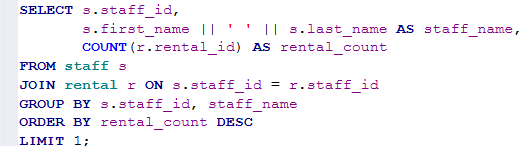 SELECT s.staff_id,
s.first_name || ' ' || s.last_name AS staff_name,
COUNT(r.rental_id) AS rental_count
FROM staff s
JOIN rental r ON s.staff_id = r.staff_id
GROUP BY s.staff_id, staff_name
ORDER BY rental_count DESC
LIMIT 1;